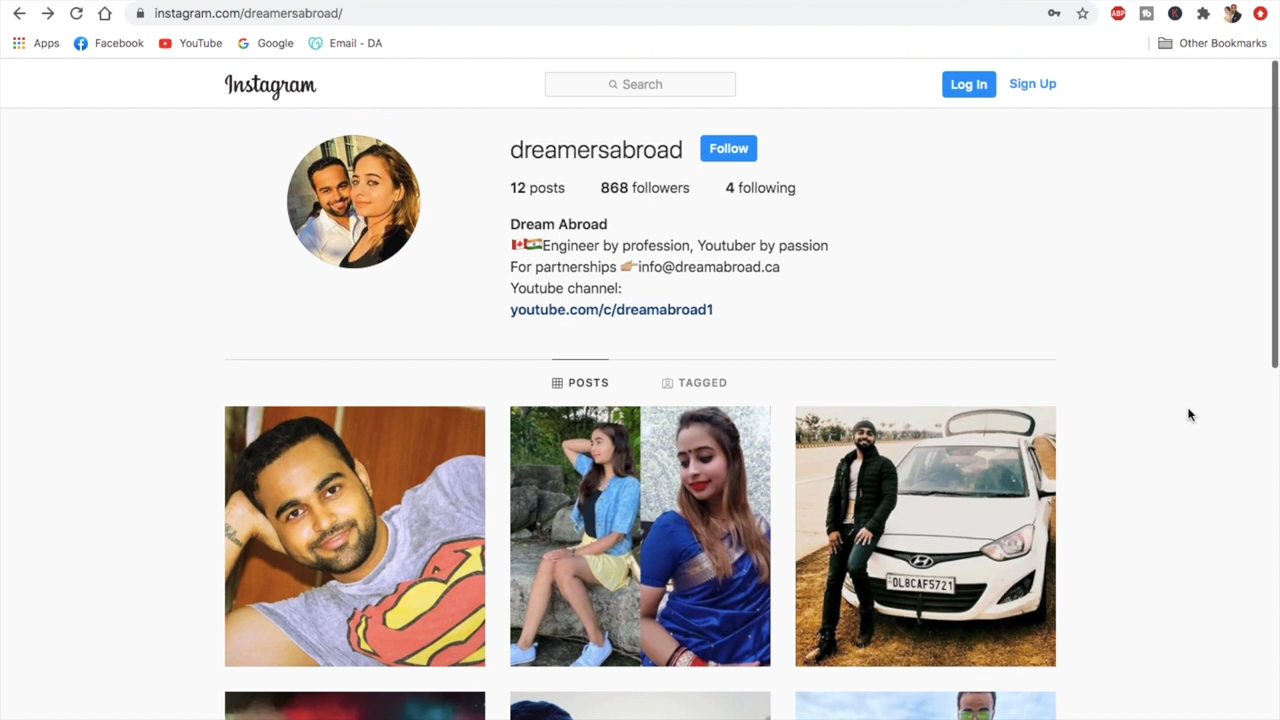 instagram.com/dreamersabroad/
ABP
K
Apps
Facebook
YouTube
Google
Email - DA
Other Bookmarks
Instagram
Search
Log In
Sign Up
dreamersabroad
Follow
12 posts
868 followers
4 following
Dream Abroad
🇨🇦🇮🇳Engineer by profession, Youtuber by passion
For partnerships 👉🏼info@dreamabroad.ca
Youtube channel:
youtube.com/c/dreamabroad1
POSTS
TAGGED
DL8CAF5721